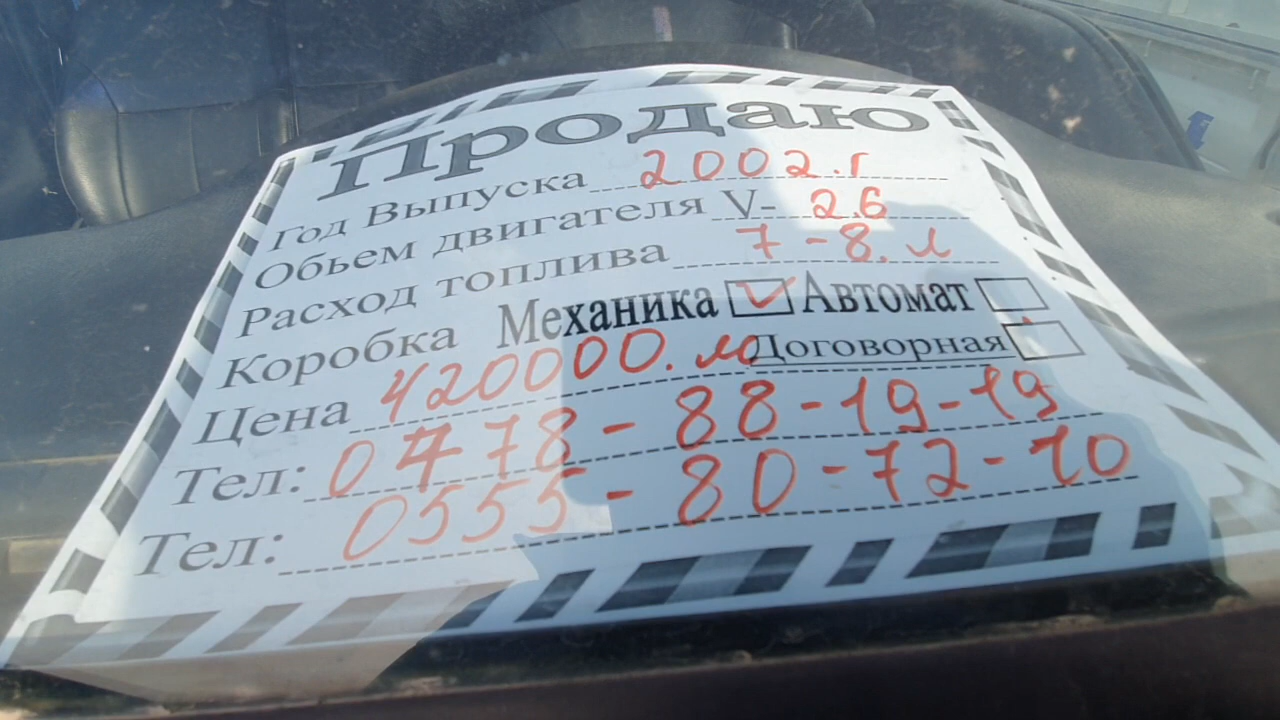 Продаю
Год Выпуска 2002.г
Обьем двигателя V- 2.6
Расход топлива 7-8.л
Коробка Механика Автомат
Цена 420000. Договорная
Тел: 0778-88-19-19
Тел: 0555-80-72-10